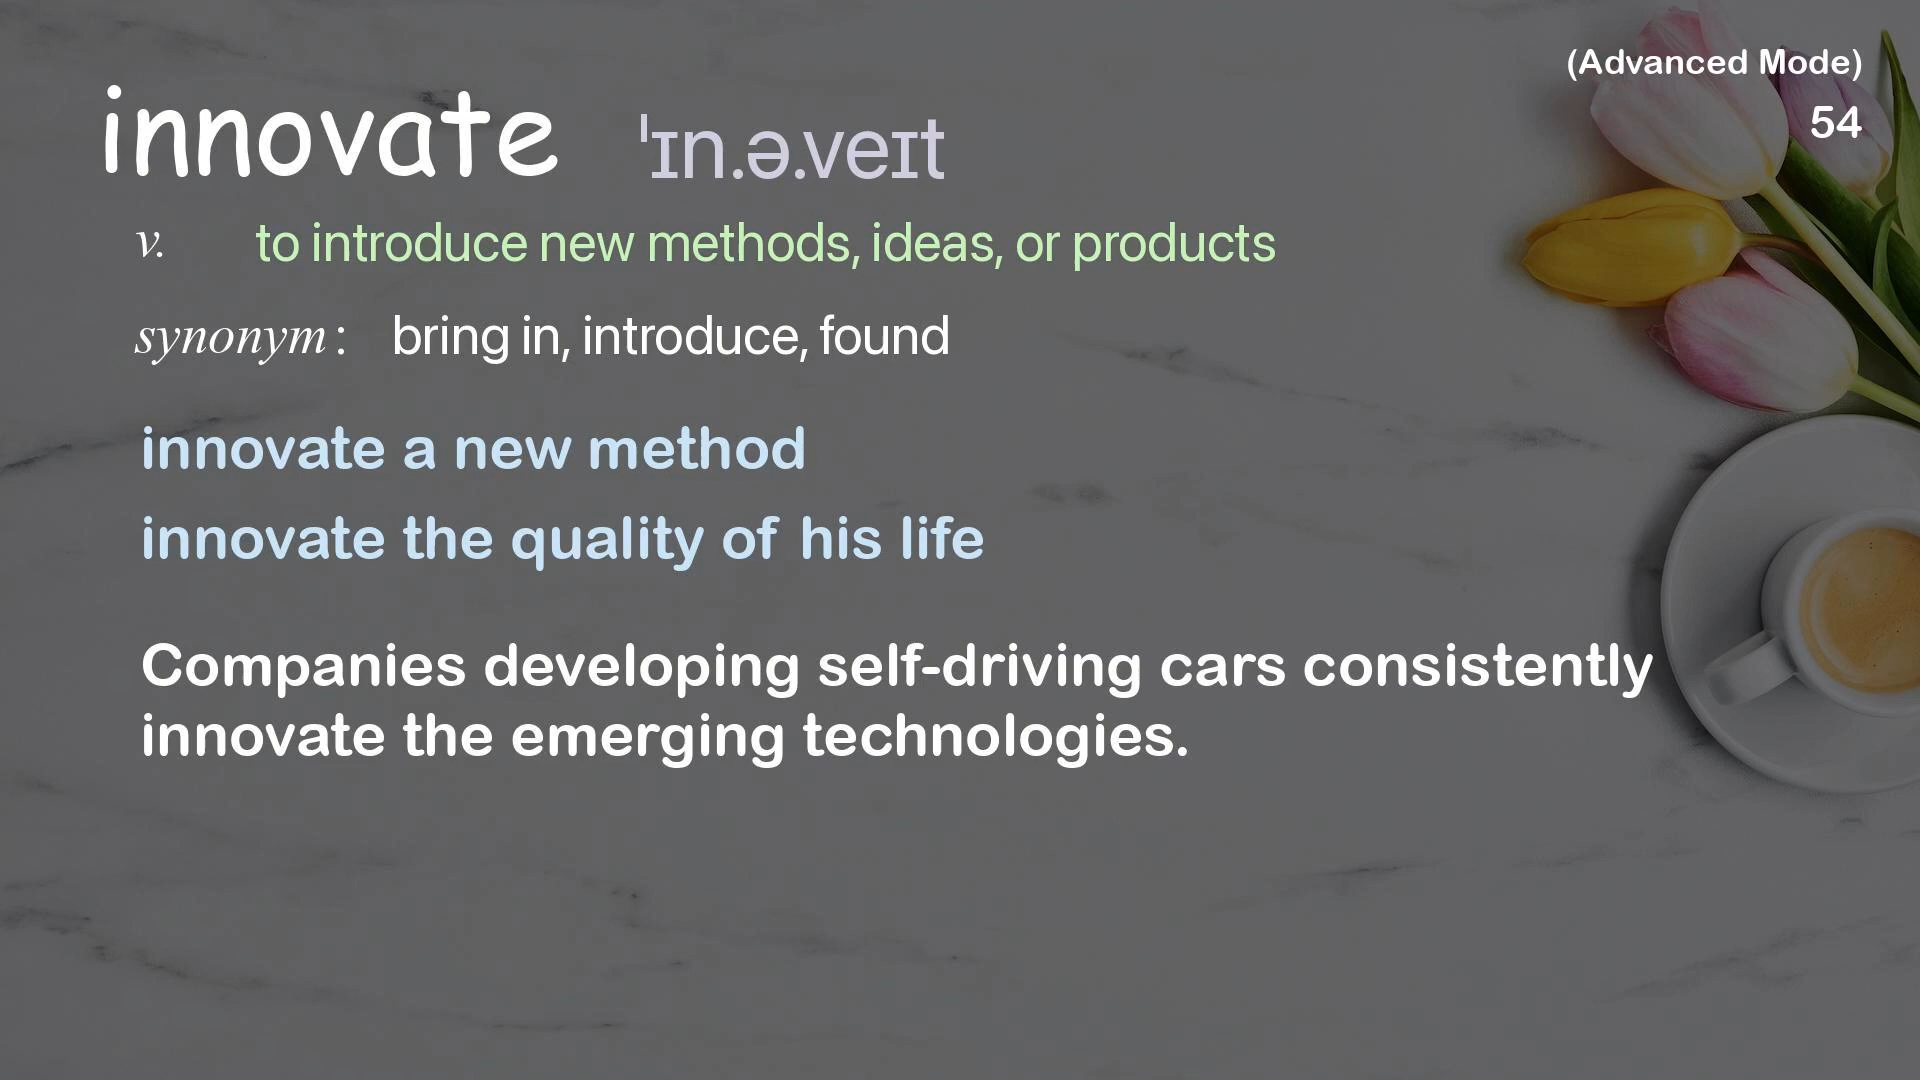 (Advanced Mode)
54
innovate ˈɪn.ə.veɪt
v. to introduce new methods, ideas, or products
synonym: bring in, introduce, found
innovate a new method
innovate the quality of his life
Companies developing self-driving cars consistently
innovate the emerging technologies.